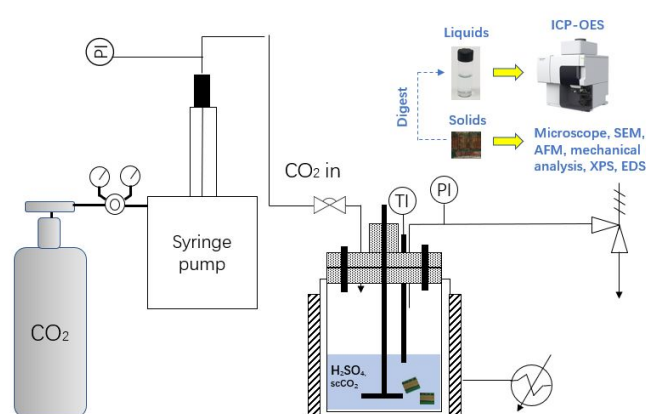 ICP-OES
Liquids
PI
Digest
Solids
Microscope, SEM,
AFM, mechanical
analysis, XPS, EDS
CO₂ in
TI
PI
Syringe
pump
CO₂
H₂SO₄,
scCO₂